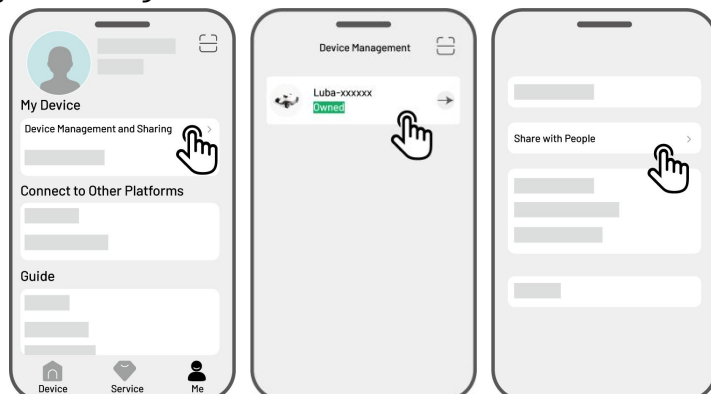 My Device
Device Management and Sharing
Connect to Other Platforms
Guide
Device Service Me
Device Management
Luba-xxxxxx
Owned
Share with People